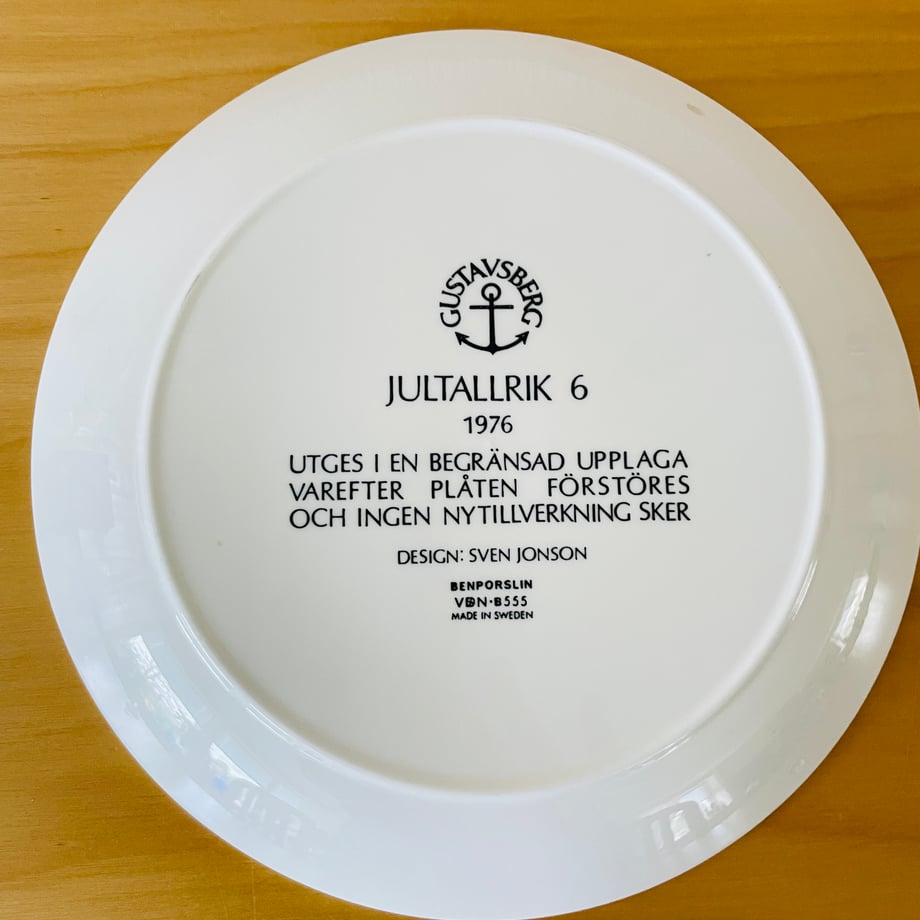 GUSTAVSBERG
JULTALLRIK 6
1976
UTGES I EN BEGRÄNSAD UPPLAGA
VAREFTER PLÅTEN FÖRSTÖRES
OCH INGEN NYTILLVERKNING SKER
DESIGN: SVEN JONSON
BENPORSLIN
VDN·B555
MADE IN SWEDEN